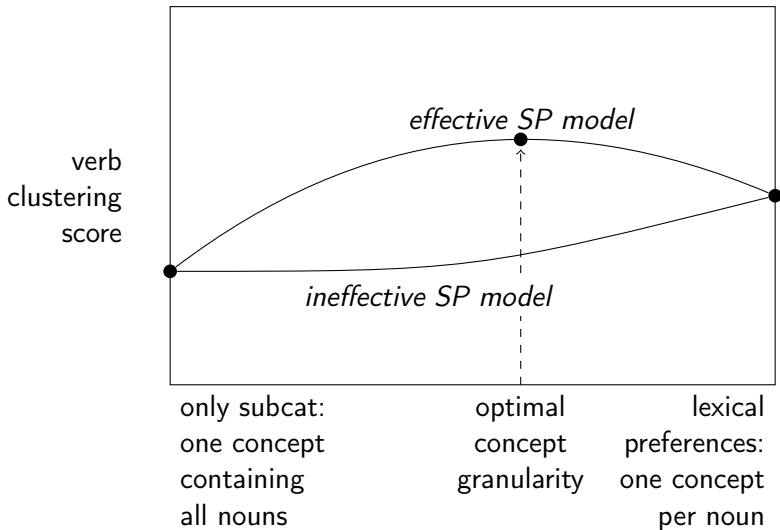 effective SP model
verb
clustering
score
ineffective SP model
only subcat:
one concept
containing
all nouns
optimal
concept
granularity
lexical
preferences:
one concept
per noun